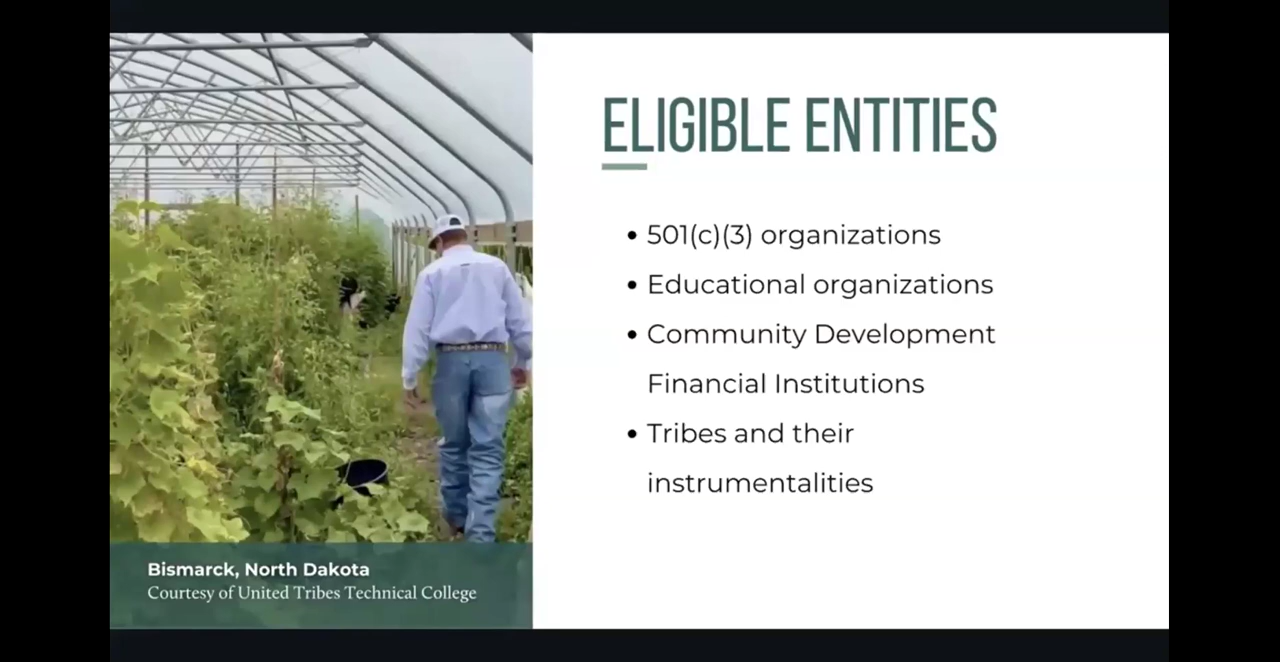 ELIGIBLE ENTITIES
• 501(c)(3) organizations
• Educational organizations
• Community Development
Financial Institutions
• Tribes and their
instrumentalities
Bismarck, North Dakota
Courtesy of United Tribes Technical College